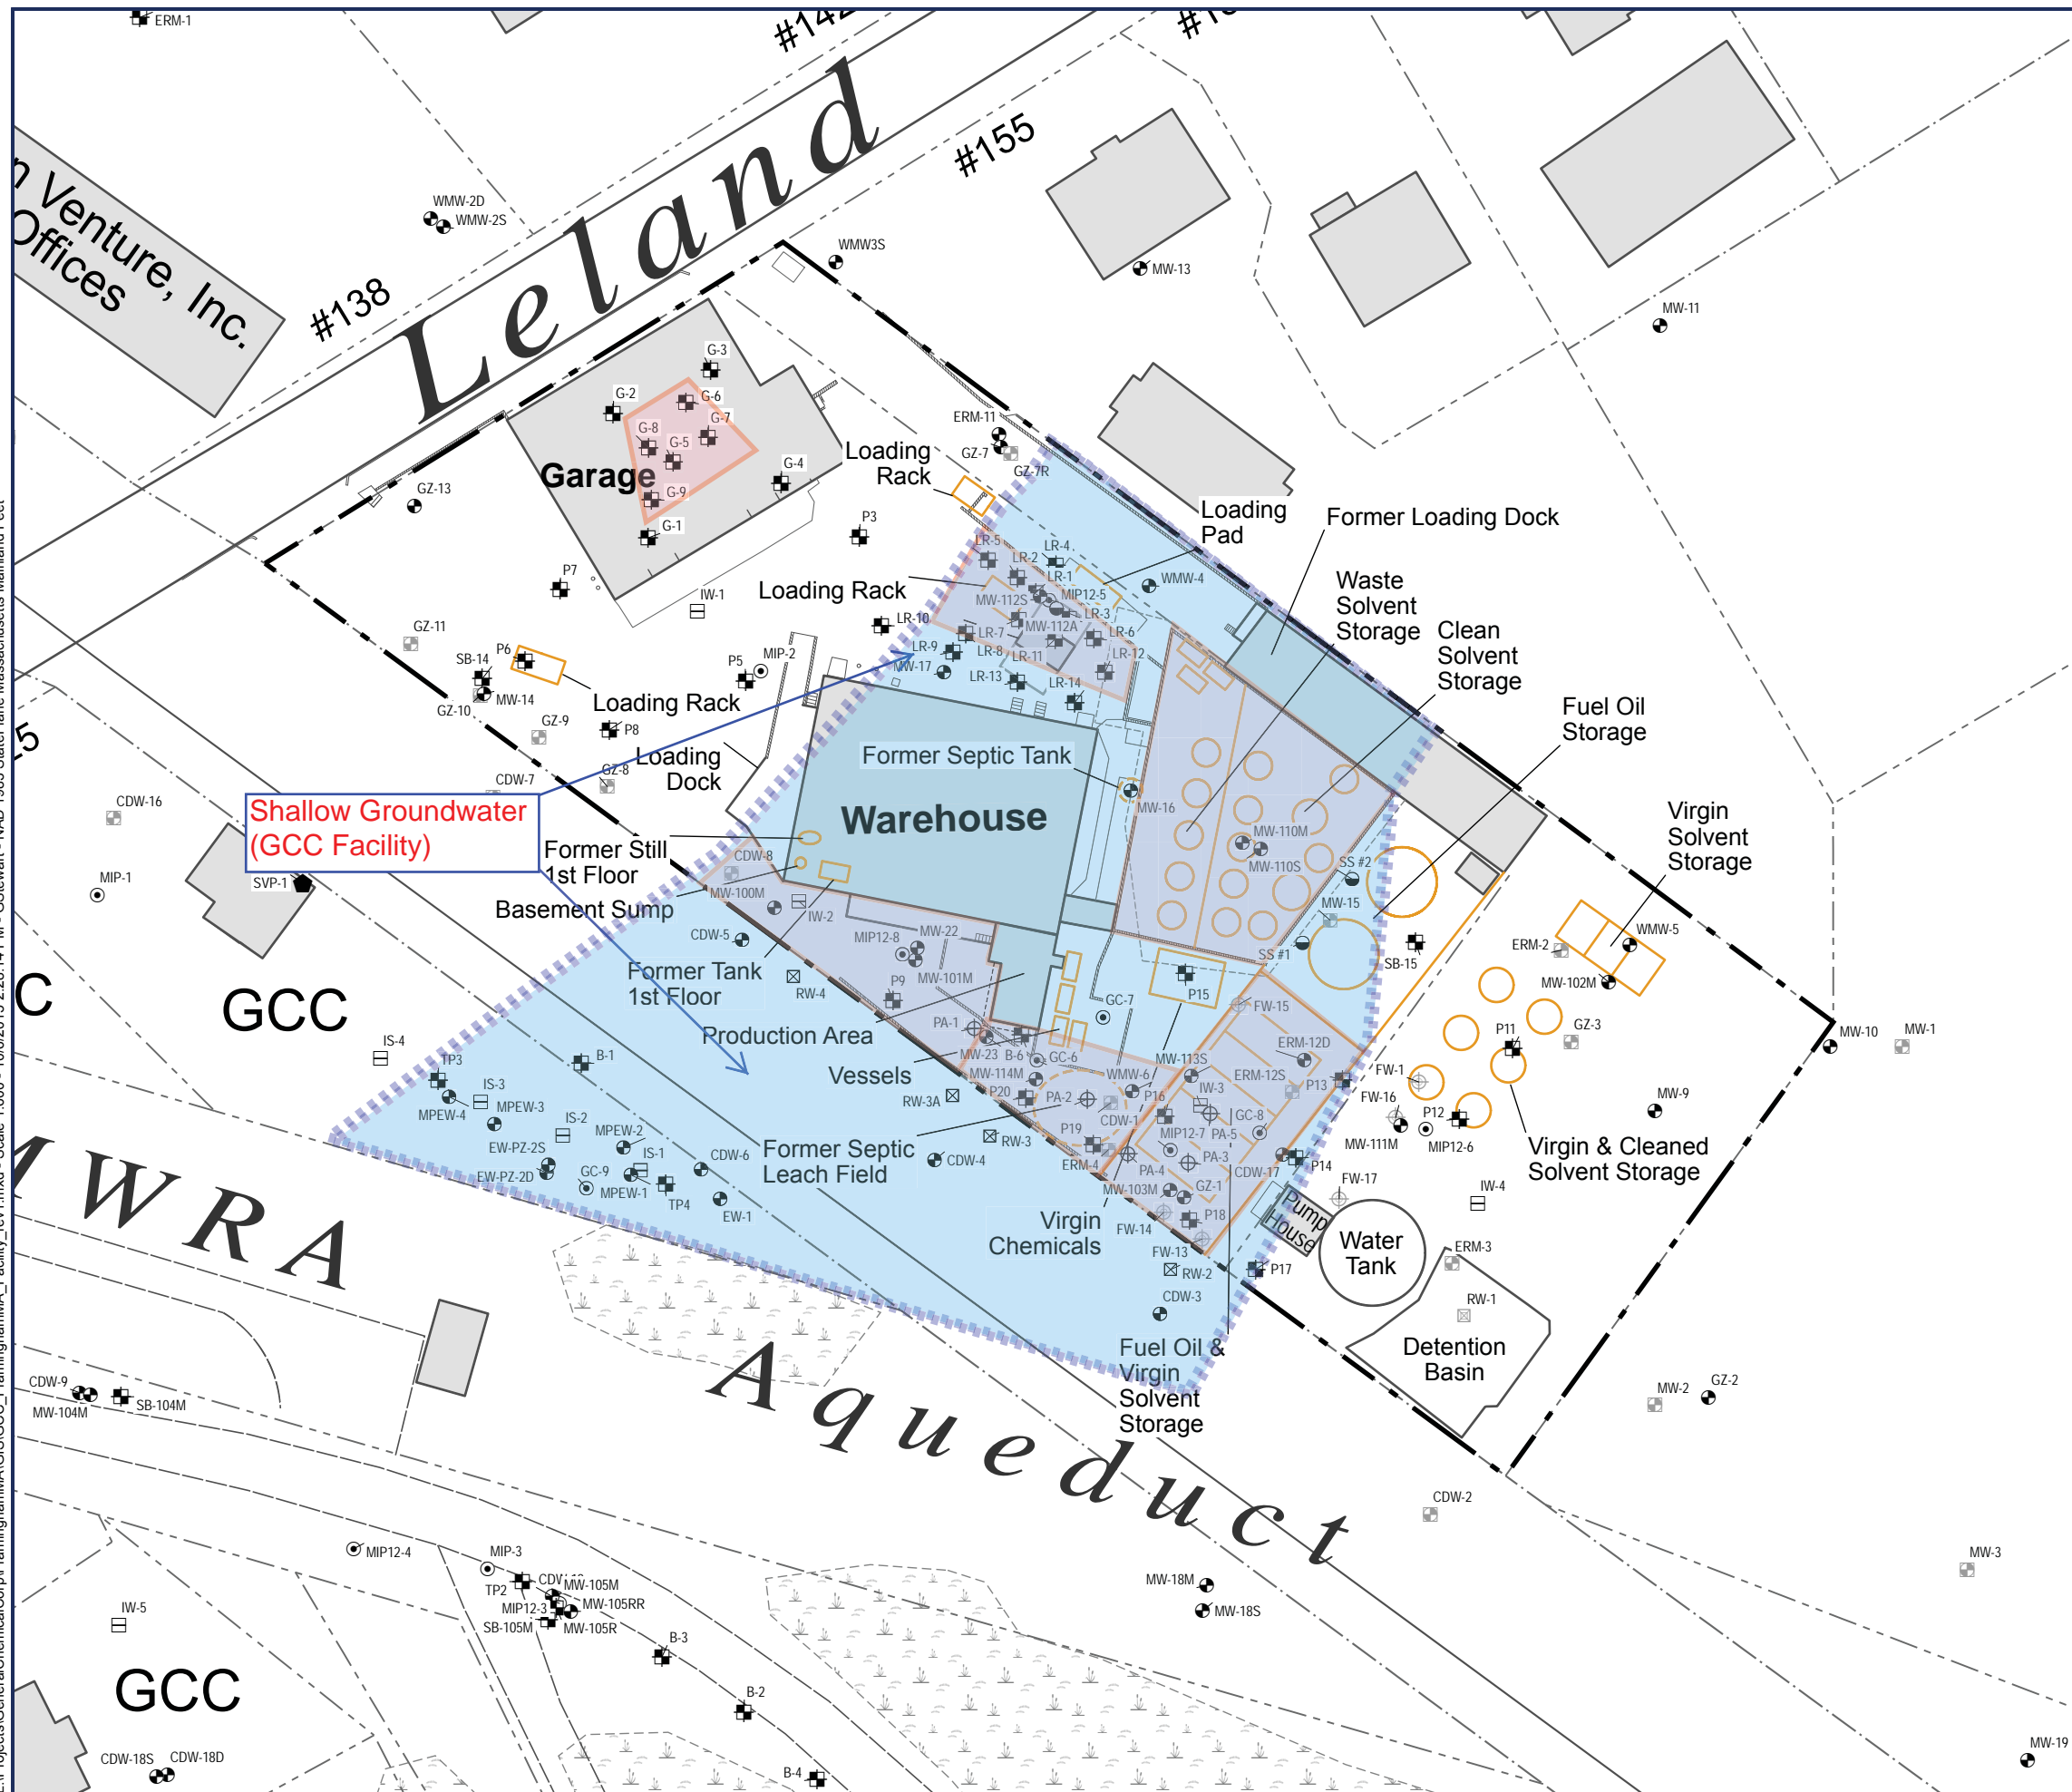 ERM-1
#142
#155
Leland
#138
n Venture, Inc.
Offices
WMW-2D
WMW-2S
WMW3S
MW-13
MW-11
G-3
G-2
G-6
G-7
G-8
G-5
G-4
G-9
G-1
Garage
GZ-13
ERM-11
GZ-7
GZ-7R
Loading
Rack
Loading
Pad
Former Loading Dock
P3
P7
IW-1
LR-5
LR-4
LR-2
LR-1
MW-112S
MIP12-5
LR-3
WMW-4
MW-112A
LR-6
LR-7
LR-8
LR-9
LR-10
LR-11
LR-12
LR-13
LR-14
MW-17
Loading Rack
Waste
Solvent
Storage
Clean
Solvent
Storage
Fuel Oil
Storage
Virgin
Solvent
Storage
GZ-11
P6
SB-14
GZ-10
MW-14
GZ-9
P8
P5
MIP-2
Loading Rack
Loading
Dock
GZ-8
CDW-7
CDW-16
MIP-1
SVP-1
Shallow Groundwater
(GCC Facility)
Former Septic Tank
MW-16
Warehouse
MW-110M
MW-110S
SS #2
MW-15
SS #1
SB-15
ERM-2
WMW-5
MW-102M
Former Still
1st Floor
Basement Sump
CDW-8
MW-100M
IW-2
CDW-5
MW-22
MIP12-8
MW-101M
P9
Former Tank
1st Floor
RW-4
Production Area
PA-1
GC-7
P15
FW-15
MW-23
B-6
GC-6
MW-114M
Vessels
MW-113S
ERM-12D
ERM-12S
P13
WMW-6
P16
IW-3
PA-2
CDW-1
P20
RW-3A
RW-3
MIP12-7
PA-5
GC-8
P19
ERM-4
PA-4
PA-3
CDW-17
P14
MW-103M
GZ-1
P18
FW-14
FW-13
RW-2
CDW-3
P17
FW-1
FW-16
MW-111M
P12
MIP12-6
P11
GZ-3
FW-17
IW-4
MW-10
MW-1
MW-9
Virgin & Cleaned
Solvent Storage
Former Septic
Leach Field
CDW-4
Virgin
Chemicals
Pump
House
Water
Tank
ERM-3
RW-1
Detention
Basin
Fuel Oil &
Virgin
Solvent
Storage
MW-2
GZ-2
CDW-2
MW-3
MW-19
GCC
IS-4
TP3
MPEW-4
IS-3
MPEW-3
B-1
IS-2
MPEW-2
EW-PZ-2S
EW-PZ-2D
GC-9
IS-1
MPEW-1
TP4
CDW-6
EW-1
MWRA
Aqueduct
CDW-9
MW-104M
SB-104M
MIP12-4
MIP-3
TP2
MW-105M
MW-105RR
MIP12-3
SB-105M
MW-105R
B-3
B-2
B-4
IW-5
GCC
CDW-18S
CDW-18D
MW-18M
MW-18S